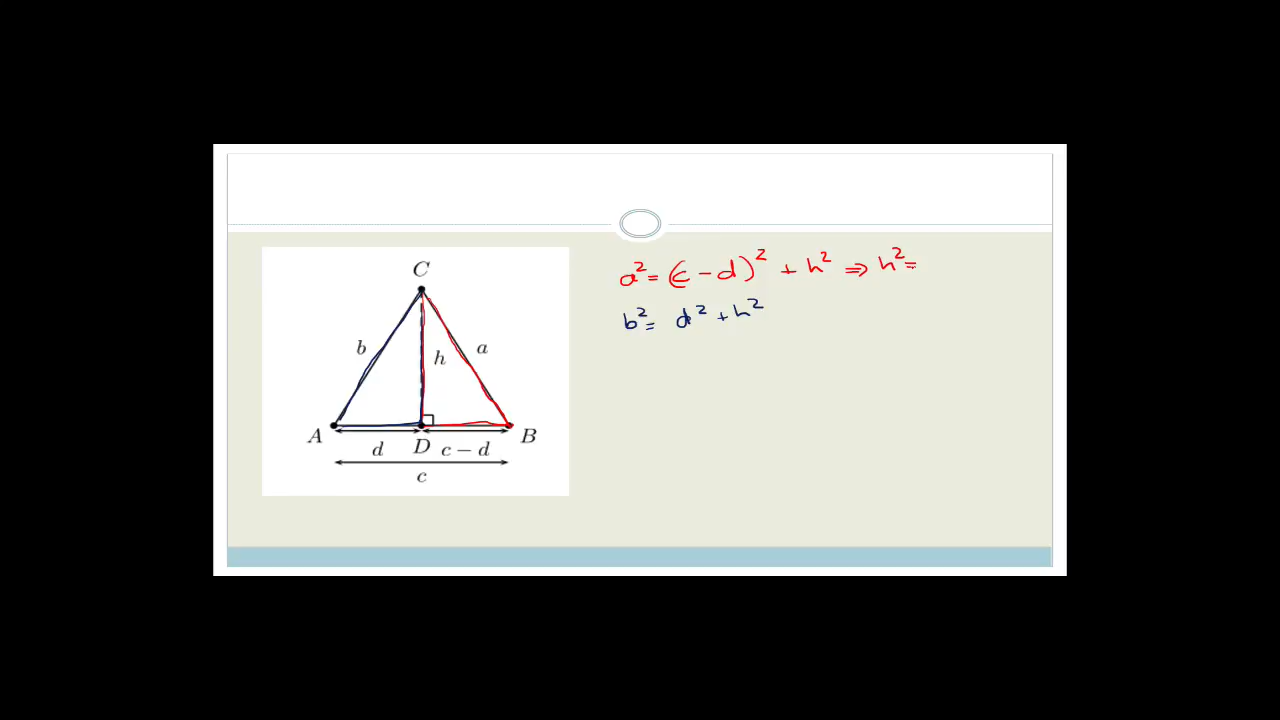 C
b
h
a
A
D
B
d
c − d
c
a² = (c − d)² + h² ⇒ h² =
b² = d² + h²